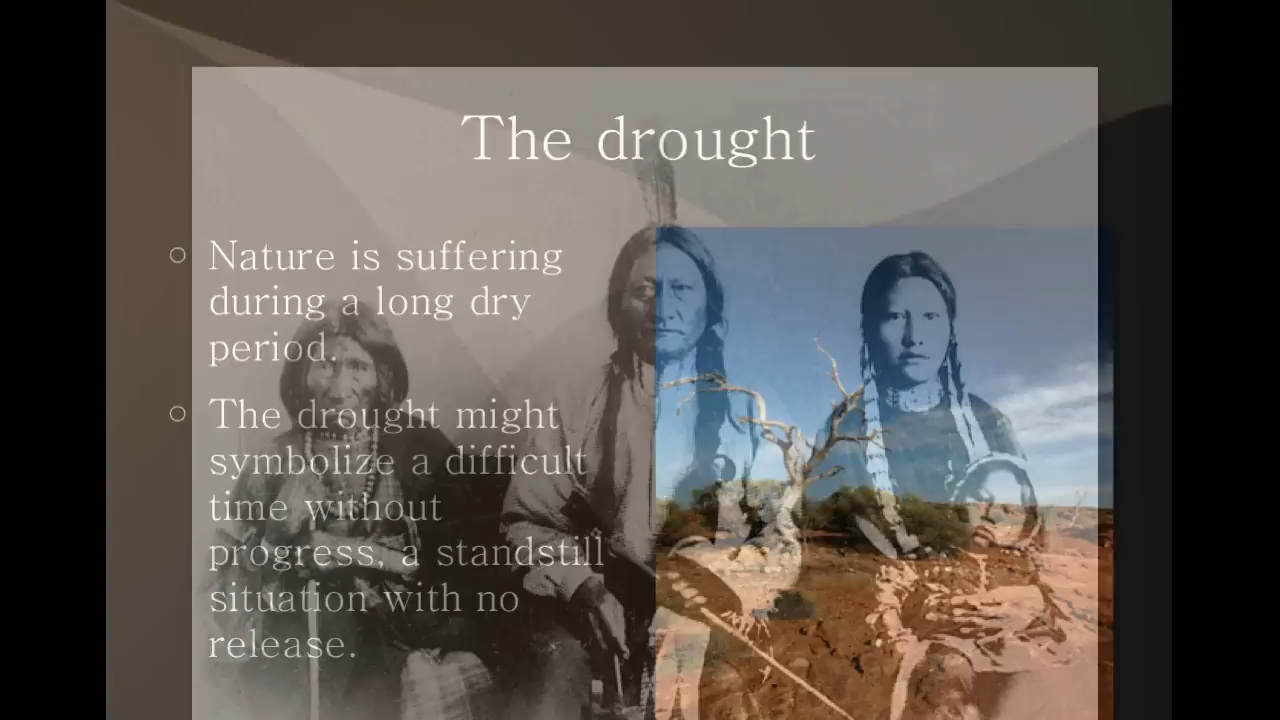 The drought
Nature is suffering
during a long dry
period.
The drought might
symbolize a difficult
time without
progress, a standstill
situation with no
release.